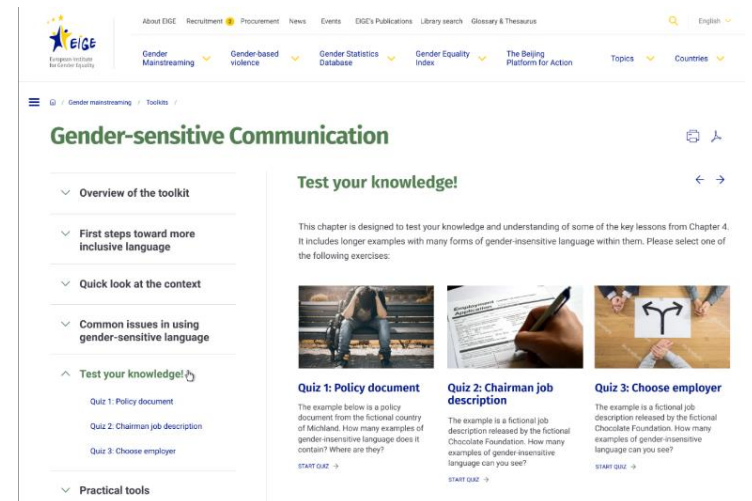 About EIGE Recruitment 2 Procurement News Events EIGE's Publications Library search Glossary & Thesaurus English
EIGE
European Institute
for Gender Equality
Gender
Mainstreaming
Gender-based
violence
Gender Statistics
Database
Gender Equality
Index
The Beijing
Platform for Action
Topics
Countries
/ Gender mainstreaming / Toolkits /
Gender-sensitive Communication
Overview of the toolkit
First steps toward more
inclusive language
Quick look at the context
Common issues in using
gender-sensitive language
Test your knowledge!
Quiz 1: Policy document
Quiz 2: Chairman job description
Quiz 3: Choose employer
Practical tools
Test your knowledge!
This chapter is designed to test your knowledge and understanding of some of the key lessons from Chapter 4.
It includes longer examples with many forms of gender-insensitive language within them. Please select one of
the following exercises:
Employment
Application
Quiz 1: Policy document
The example below is a policy
document from the fictional country
of Michland. How many examples of
gender-insensitive language does it
contain? Where are they?
START QUIZ →
Quiz 2: Chairman job
description
The example is a fictional job
description released by the fictional
Chocolate Foundation. How many
examples of gender-insensitive
language can you see?
START QUIZ →
Quiz 3: Choose employer
The example is a fictional job
description released by the fictional
Chocolate Foundation. How many
examples of gender-insensitive
language can you see?
START QUIZ →